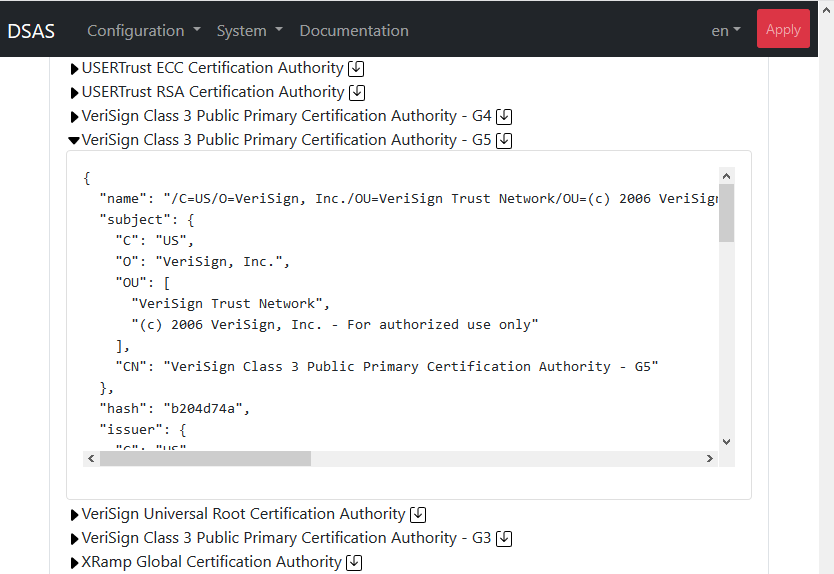 DSAS Configuration System Documentation en Apply
USERTrust ECC Certification Authority
USERTrust RSA Certification Authority
VeriSign Class 3 Public Primary Certification Authority - G4
VeriSign Class 3 Public Primary Certification Authority - G5
{
"name": "/C=US/O=VeriSign, Inc./OU=VeriSign Trust Network/OU=(c) 2006 VeriSign
"subject": {
"C": "US",
"O": "VeriSign, Inc.",
"OU": [
"VeriSign Trust Network",
"(c) 2006 VeriSign, Inc. - For authorized use only"
],
"CN": "VeriSign Class 3 Public Primary Certification Authority - G5"
},
"hash": "b204d74a",
"issuer": {
"C": "US"
VeriSign Universal Root Certification Authority
VeriSign Class 3 Public Primary Certification Authority - G3
XRamp Global Certification Authority